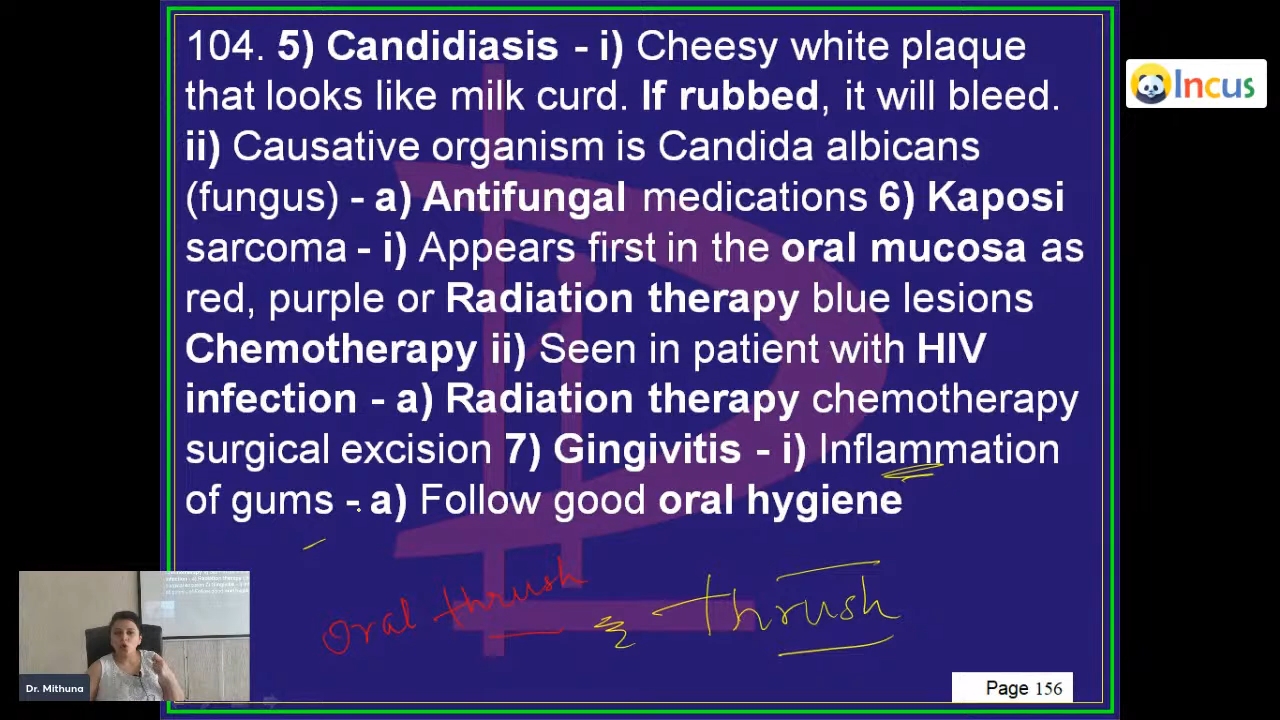 104. 5) Candidiasis - i) Cheesy white plaque
that looks like milk curd. If rubbed, it will bleed.
ii) Causative organism is Candida albicans
(fungus) - a) Antifungal medications 6) Kaposi
sarcoma - i) Appears first in the oral mucosa as
red, purple or Radiation therapy blue lesions
Chemotherapy ii) Seen in patient with HIV
infection - a) Radiation therapy chemotherapy
surgical excision 7) Gingivitis - i) Inflammation
of gums - a) Follow good oral hygiene
Oral thrush
Thrush
Incus
Dr. Mithuna
Page 156